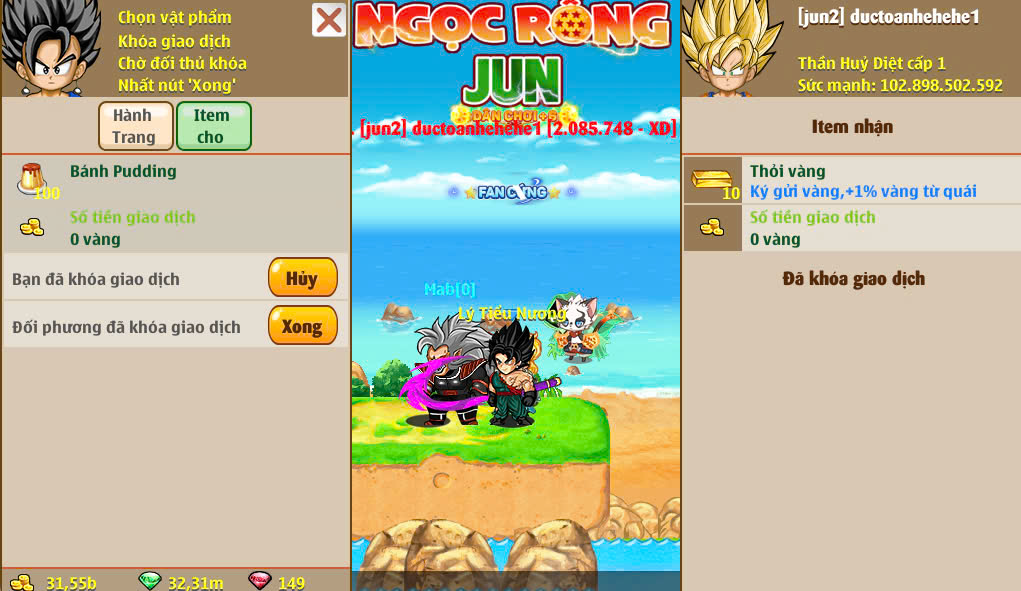 Chọn vật phẩm
Khóa giao dịch
Chờ đối thủ khóa
Nhất nút 'Xong'
Hành Trang
Item cho
Bánh Pudding
100
Số tiền giao dịch
0 vàng
Bạn đã khóa giao dịch
Hủy
Đối phương đã khóa giao dịch
Xong
31,55b
32,31m
149
NGỌC RỒNG
JUN
DÂN CHƠI +6
. [jun2] ductoanhehehe1 [2.085.748 - XD]
FAN CỨNG
Mab[0]
Lý Tiểu Nương
[jun2] ductoanhehehe1
Thần Huỷ Diệt cấp 1
Sức mạnh: 102.898.502.592
Item nhận
Thỏi vàng
10
Ký gửi vàng,+1% vàng từ quái
Số tiền giao dịch
0 vàng
Đã khóa giao dịch